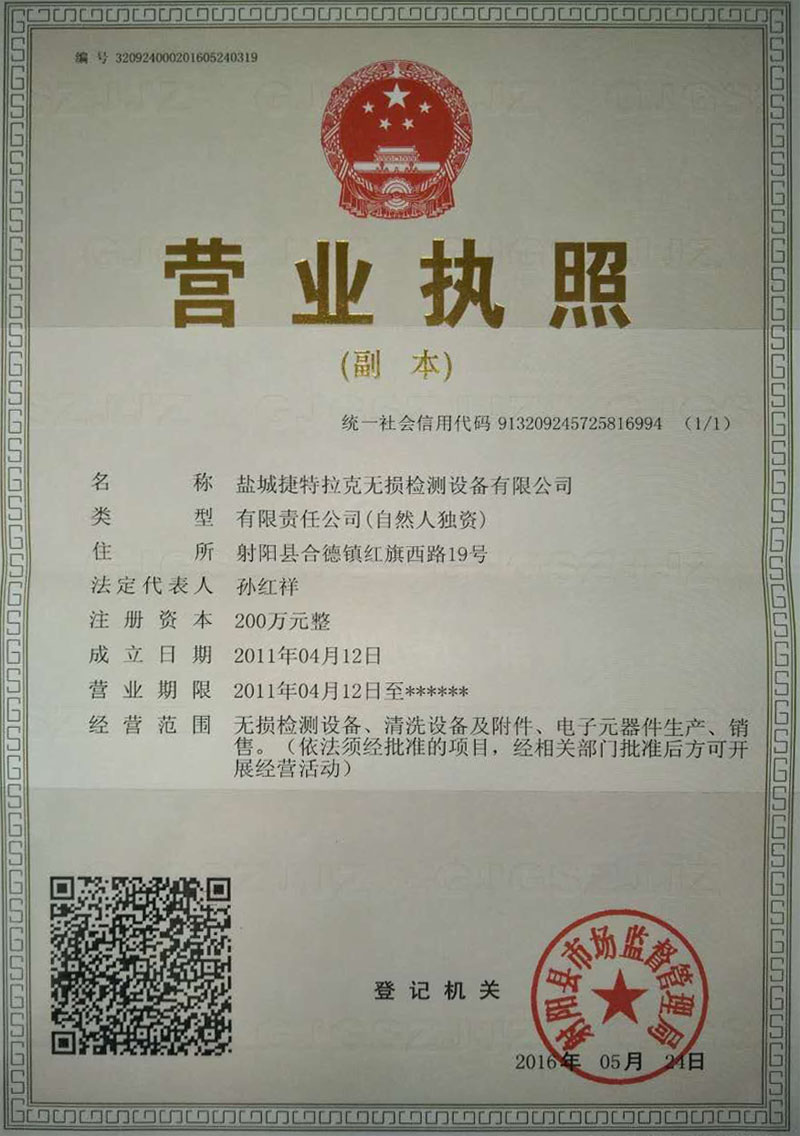 编 号 320924000201605240319
营业执照
(副 本)
统一社会信用代码 913209245725816994 (1/1)
名 称 盐城捷特拉克无损检测设备有限公司
类 型 有限责任公司(自然人独资)
住 所 射阳县合德镇红旗西路19号
法定代表人 孙红祥
注册资本 200万元整
成立日期 2011年04月12日
营业期限 2011年04月12日至******
经营范围 无损检测设备、清洗设备及附件、电子元器件生产、销
售。（依法须经批准的项目，经相关部门批准后方可开
展经营活动）
登记机关
射阳县市场监督管理局
2016年 05月 24日